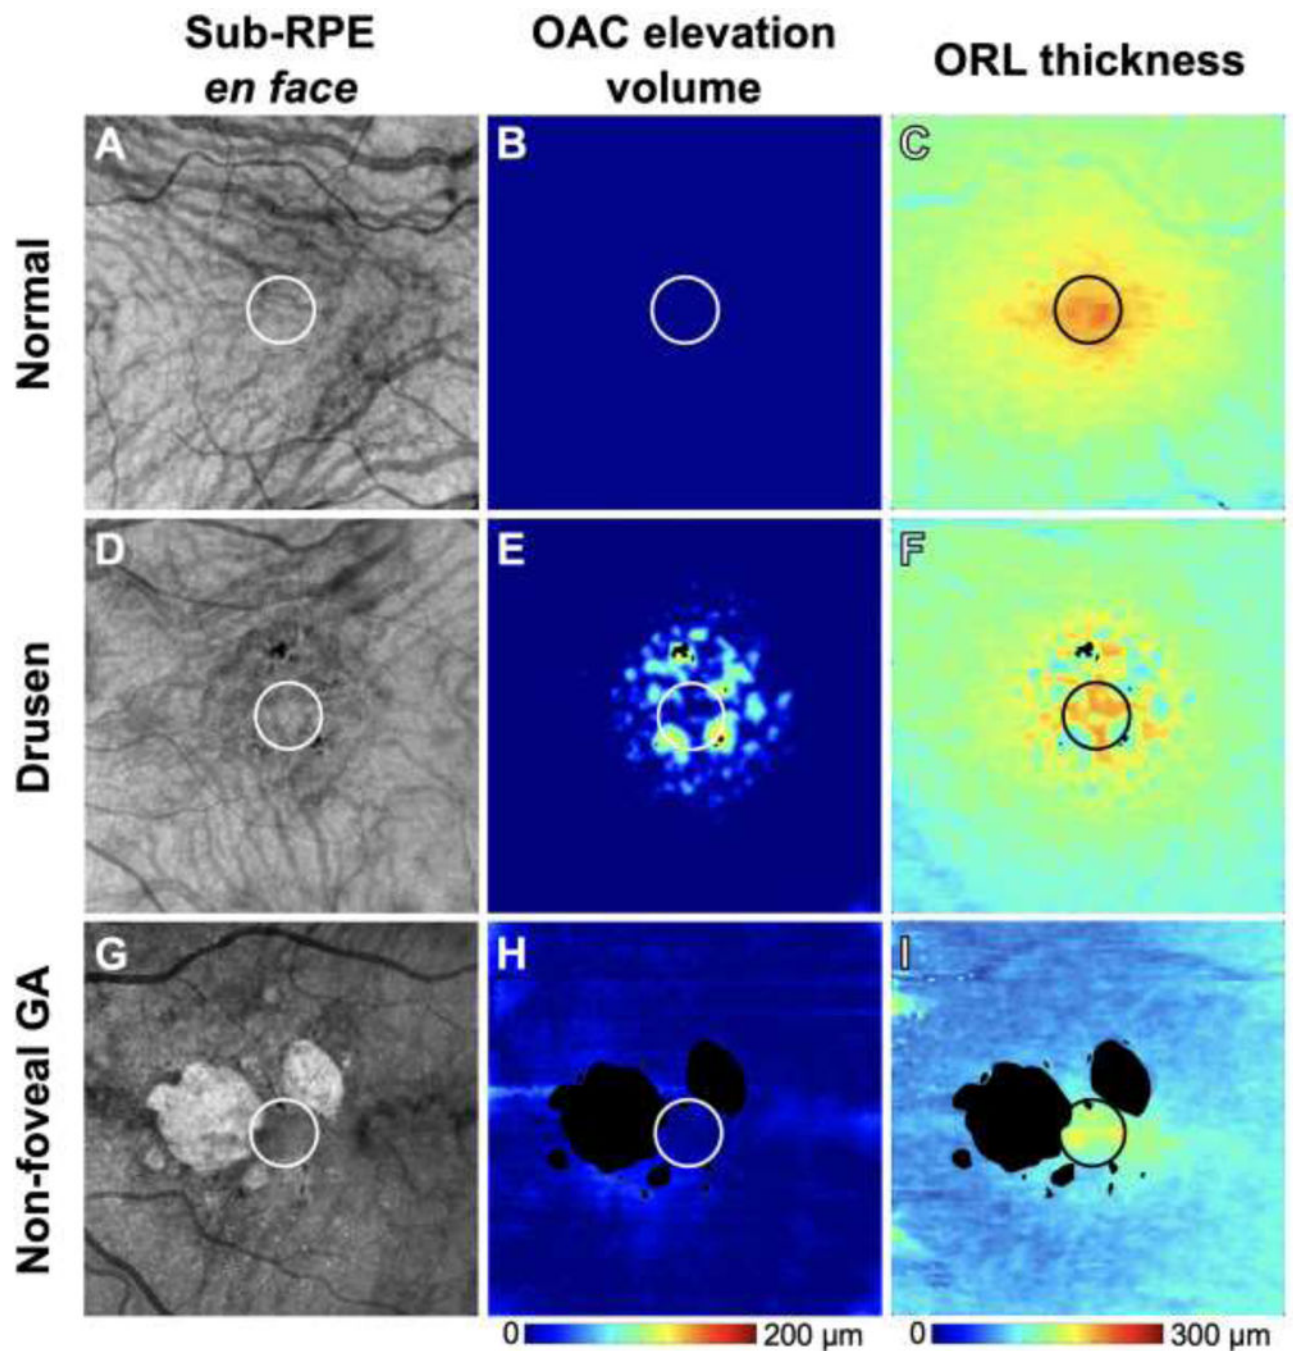 Sub-RPE
en face
OAC elevation
volume
ORL thickness
Normal
A
B
C
Drusen
D
E
F
Non-foveal GA
G
H
I
0 200 µm
0 300 µm